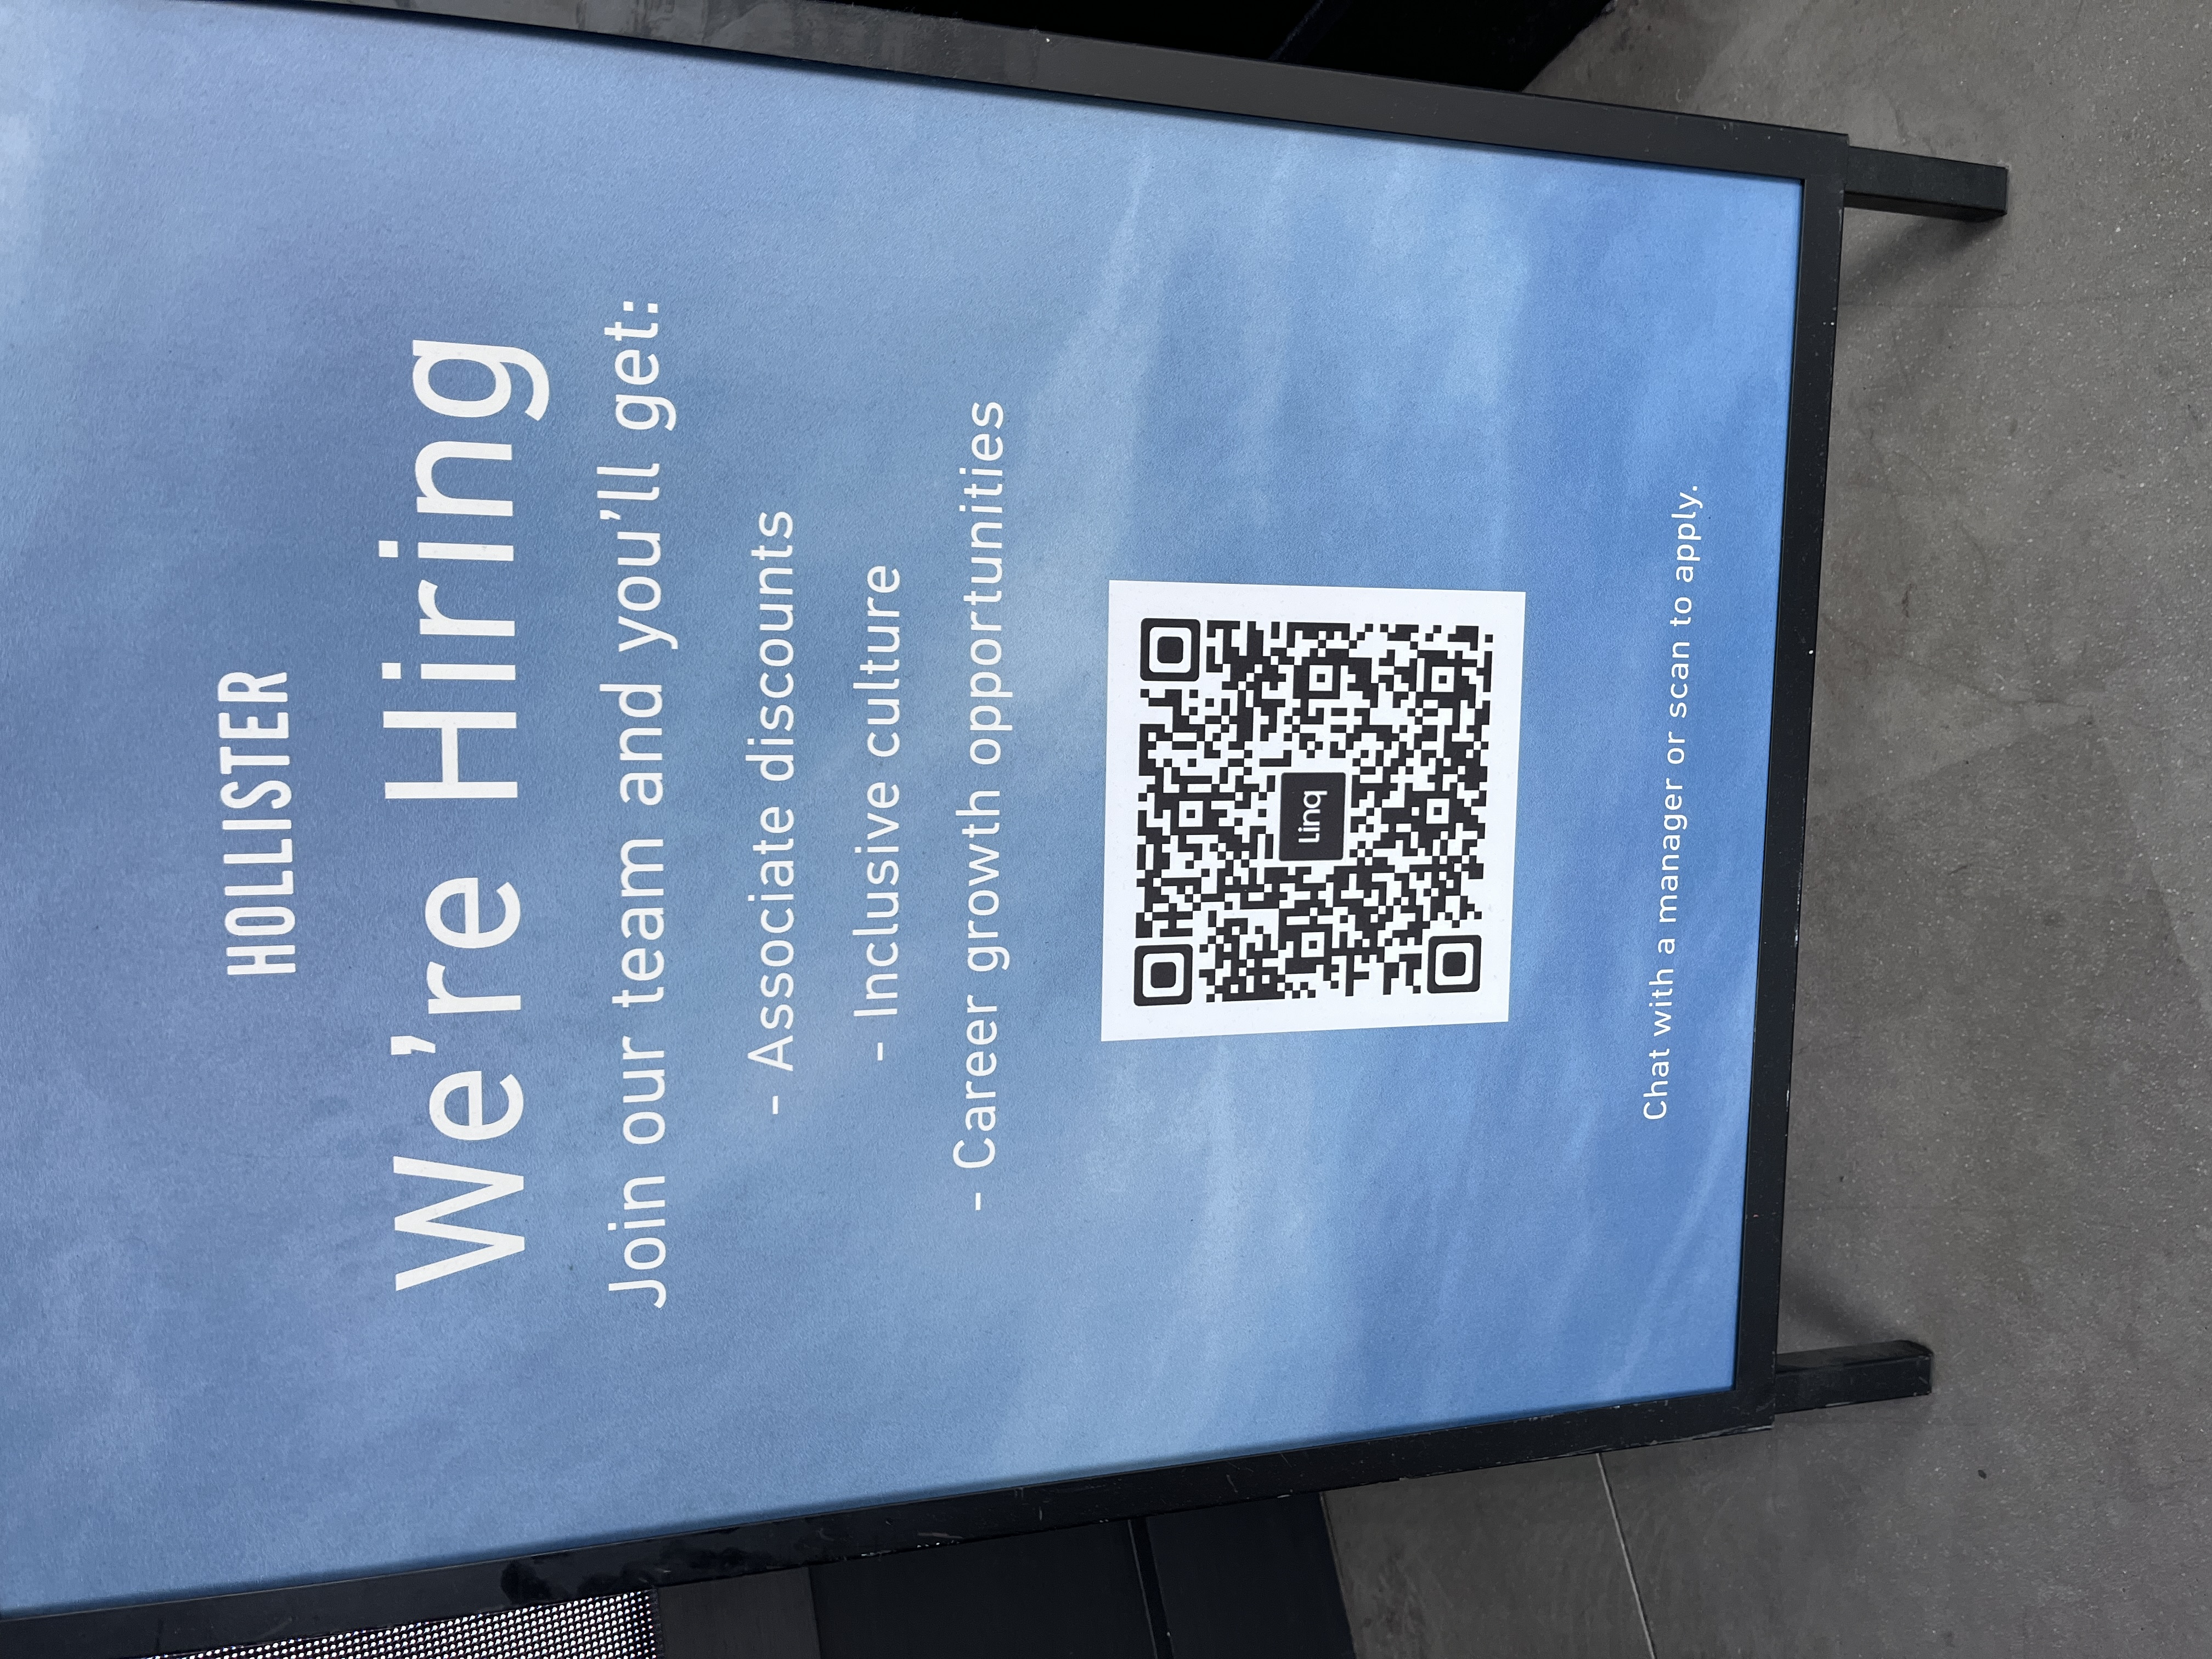 HOLLISTER
We're Hiring
Join our team and you'll get:
- Associate discounts
- Inclusive culture
- Career growth opportunities
Linq
Chat with a manager or scan to apply.